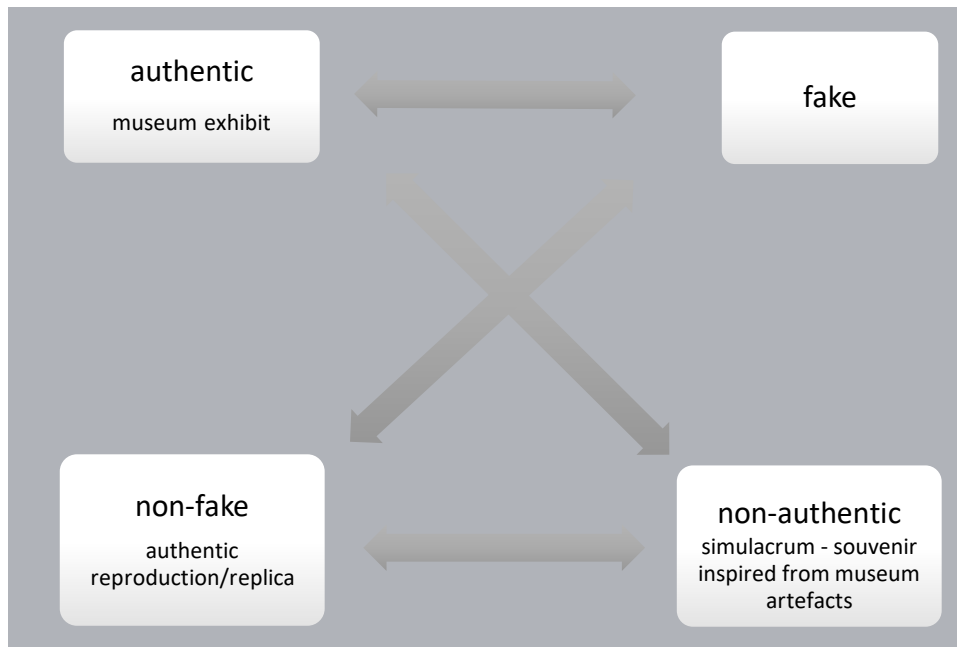 authentic
museum exhibit
fake
non-fake
authentic
reproduction/replica
non-authentic
simulacrum - souvenir
inspired from museum
artefacts